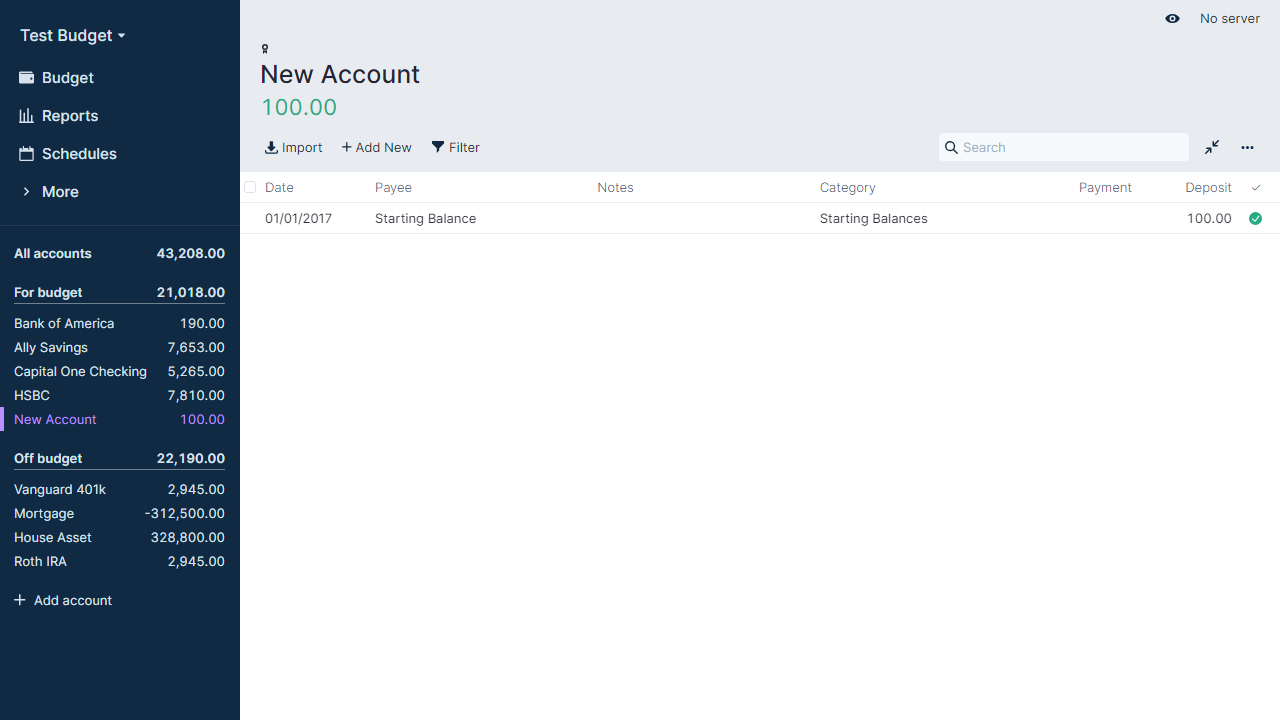 Test Budget
Budget
Reports
Schedules
More
All accounts 43,208.00
For budget 21,018.00
Bank of America 190.00
Ally Savings 7,653.00
Capital One Checking 5,265.00
HSBC 7,810.00
New Account 100.00
Off budget 22,190.00
Vanguard 401k 2,945.00
Mortgage -312,500.00
House Asset 328,800.00
Roth IRA 2,945.00
Add account
No server
New Account
100.00
Import Add New Filter Search
Date Payee Notes Category Payment Deposit
01/01/2017 Starting Balance Starting Balances 100.00